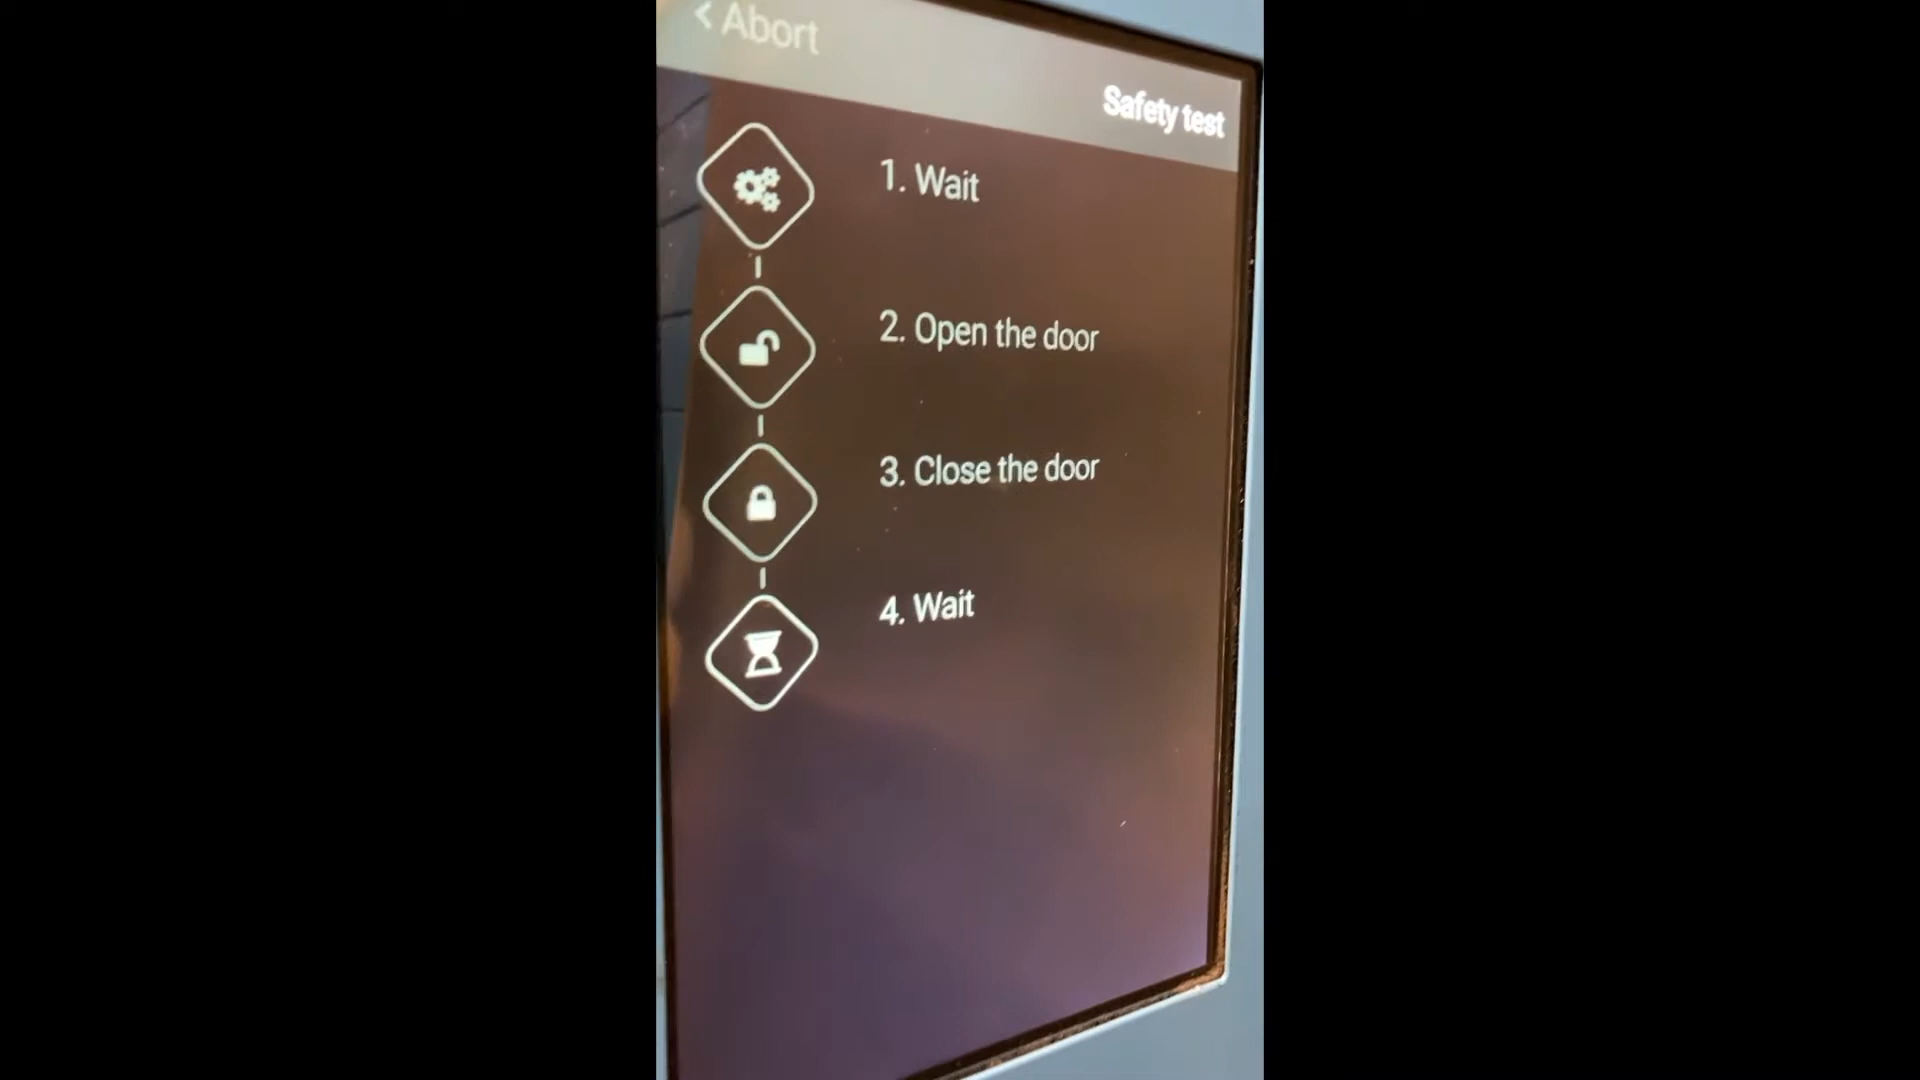 < Abort
Safety test
1. Wait
2. Open the door
3. Close the door
4. Wait